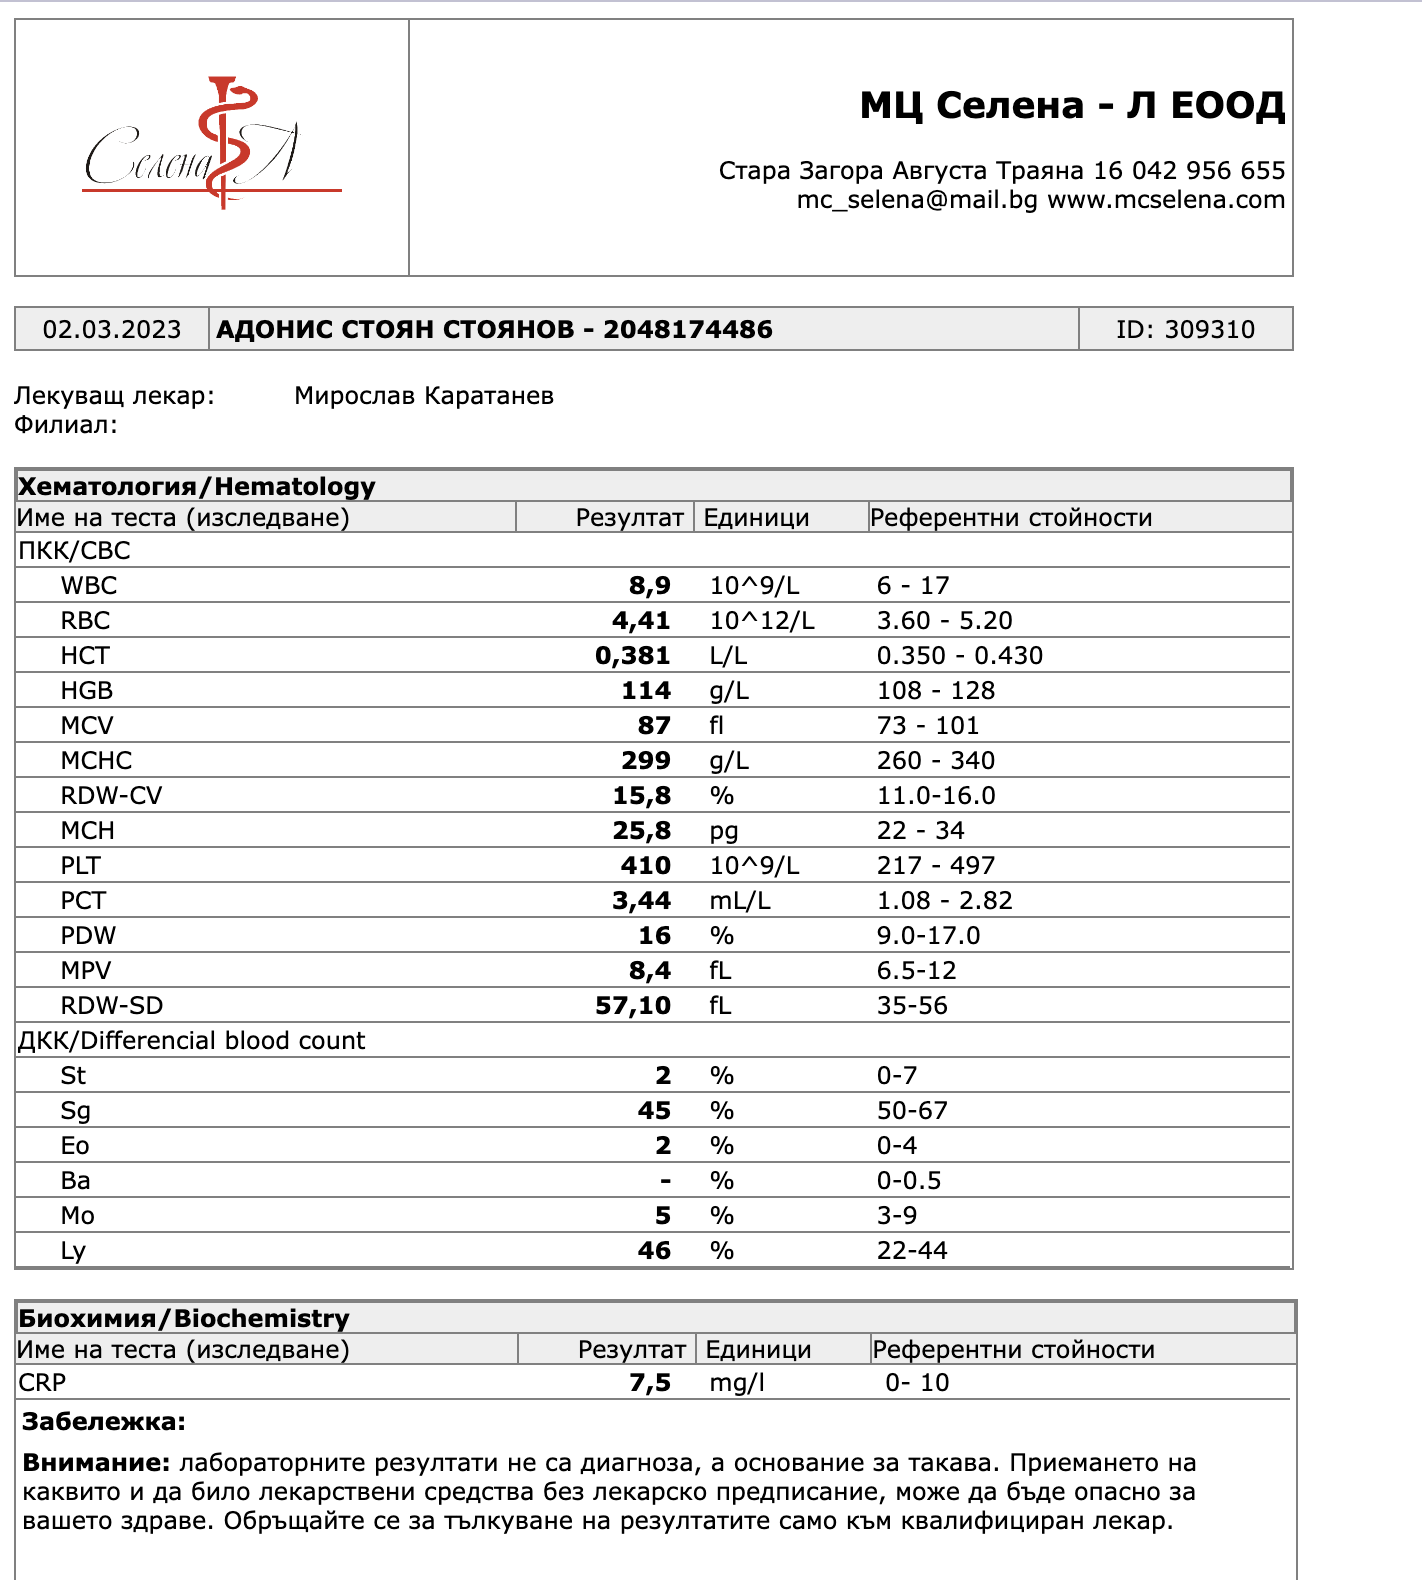 Селена Л
МЦ Селена - Л ЕООД
Стара Загора Августа Траяна 16 042 956 655
mc_selena@mail.bg www.mcselena.com
02.03.2023 АДОНИС СТОЯН СТОЯНОВ - 2048174486 ID: 309310
Лекуващ лекар: Мирослав Каратанев
Филиал:
Хематология/Hematology
Име на теста (изследване) Резултат Единици Референтни стойности
ПКК/CBC
WBC 8,9 10^9/L 6 - 17
RBC 4,41 10^12/L 3.60 - 5.20
HCT 0,381 L/L 0.350 - 0.430
HGB 114 g/L 108 - 128
MCV 87 fl 73 - 101
MCHC 299 g/L 260 - 340
RDW-CV 15,8 % 11.0-16.0
MCH 25,8 pg 22 - 34
PLT 410 10^9/L 217 - 497
PCT 3,44 mL/L 1.08 - 2.82
PDW 16 % 9.0-17.0
MPV 8,4 fL 6.5-12
RDW-SD 57,10 fL 35-56
ДКК/Differencial blood count
St 2 % 0-7
Sg 45 % 50-67
Eo 2 % 0-4
Ba - % 0-0.5
Mo 5 % 3-9
Ly 46 % 22-44
Биохимия/Biochemistry
Име на теста (изследване) Резултат Единици Референтни стойности
CRP 7,5 mg/l 0- 10
Забележка:
Внимание: лабораторните резултати не са диагноза, а основание за такава. Приемането на
каквито и да било лекарствени средства без лекарско предписание, може да бъде опасно за
вашето здраве. Обръщайте се за тълкуване на резултатите само към квалифициран лекар.